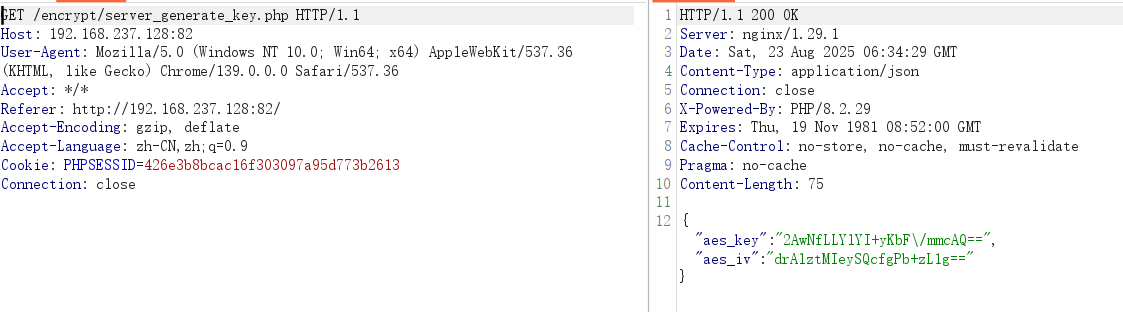 GET /encrypt/server_generate_key.php HTTP/1.1
Host: 192.168.237.128:82
User-Agent: Mozilla/5.0 (Windows NT 10.0; Win64; x64) AppleWebKit/537.36
(KHTML, like Gecko) Chrome/139.0.0.0 Safari/537.36
Accept: */*
Referer: http://192.168.237.128:82/
Accept-Encoding: gzip, deflate
Accept-Language: zh-CN,zh;q=0.9
Cookie: PHPSESSID=426e3b8bcac16f303097a95d773b2613
Connection: close
1 HTTP/1.1 200 OK
2 Server: nginx/1.29.1
3 Date: Sat, 23 Aug 2025 06:34:29 GMT
4 Content-Type: application/json
5 Connection: close
6 X-Powered-By: PHP/8.2.29
7 Expires: Thu, 19 Nov 1981 08:52:00 GMT
8 Cache-Control: no-store, no-cache, must-revalidate
9 Pragma: no-cache
10 Content-Length: 75
11
12 {
"aes_key":"2AwNfLLYlYI+yKbF\/mmcAQ==",
"aes_iv":"drAlztMIeySQcfgPb+zL1g=="
}